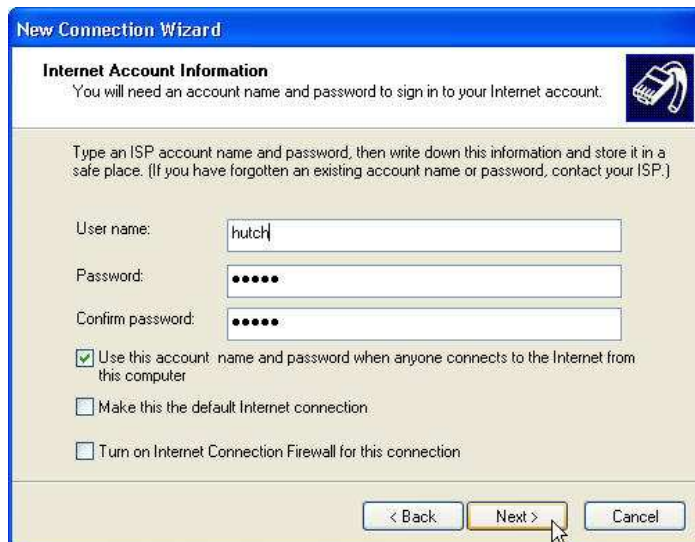 New Connection Wizard
Internet Account Information
You will need an account name and password to sign in to your Internet account.
Type an ISP account name and password, then write down this information and store it in a
safe place. (If you have forgotten an existing account name or password, contact your ISP.)
User name:
hutch
Password:
•••••
Confirm password:
•••••
Use this account name and password when anyone connects to the Internet from
this computer
Make this the default Internet connection
Turn on Internet Connection Firewall for this connection
< Back
Next >
Cancel